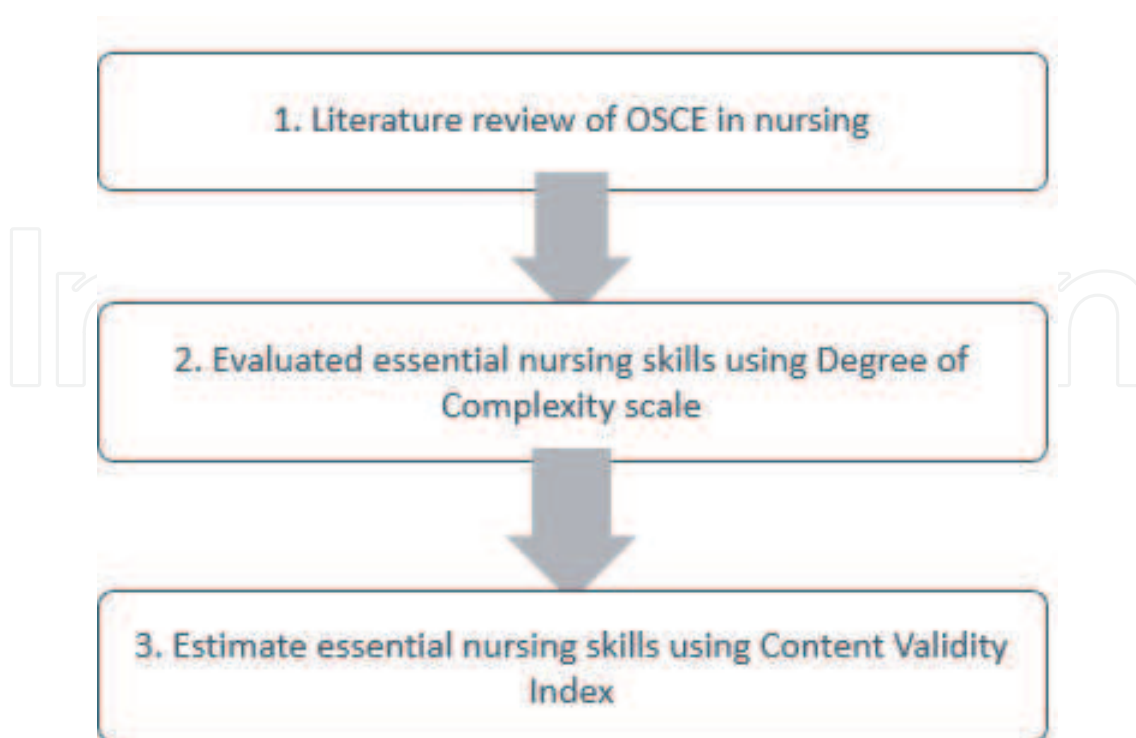 1. Literature review of OSCE in nursing
2. Evaluated essential nursing skills using Degree of
Complexity scale
3. Estimate essential nursing skills using Content Validity
Index